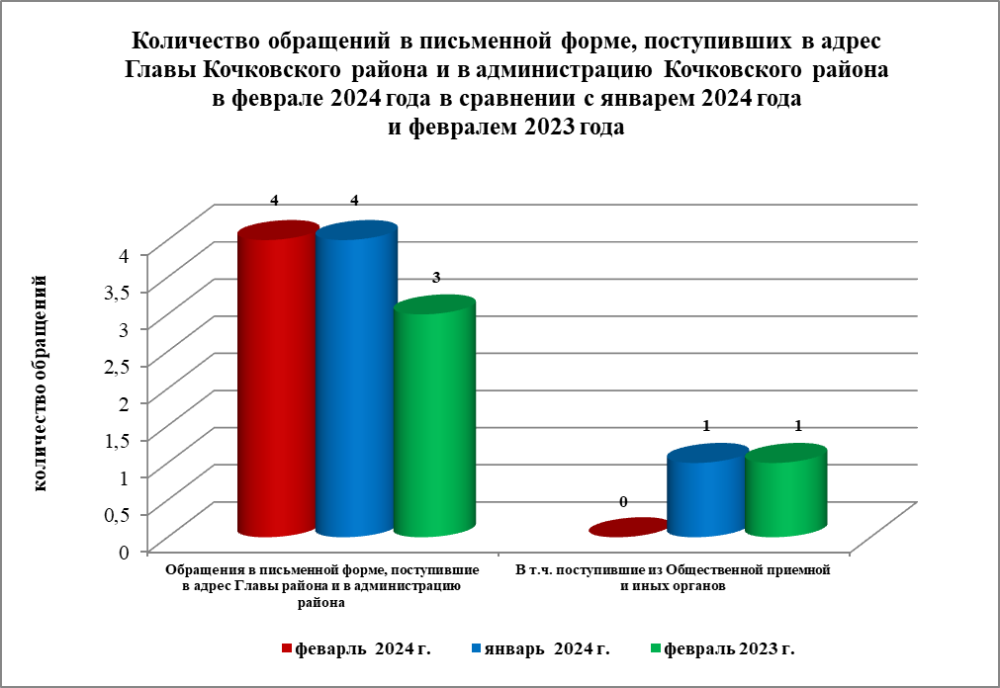 Количество обращений в письменной форме, поступивших в адрес
Главы Кочковского района и в администрацию Кочковского района
в феврале 2024 года в сравнении с январем 2024 года
и февралем 2023 года
4
4
3
1
1
0
количество обращений
4
3,5
3
2,5
2
1,5
1
0,5
0
Обращения в письменной форме, поступившие
в адрес Главы района и в администрацию
района
В т.ч. поступившие из Общественной приемной
и иных органов
феварль 2024 г.
январь 2024 г.
февраль 2023 г.